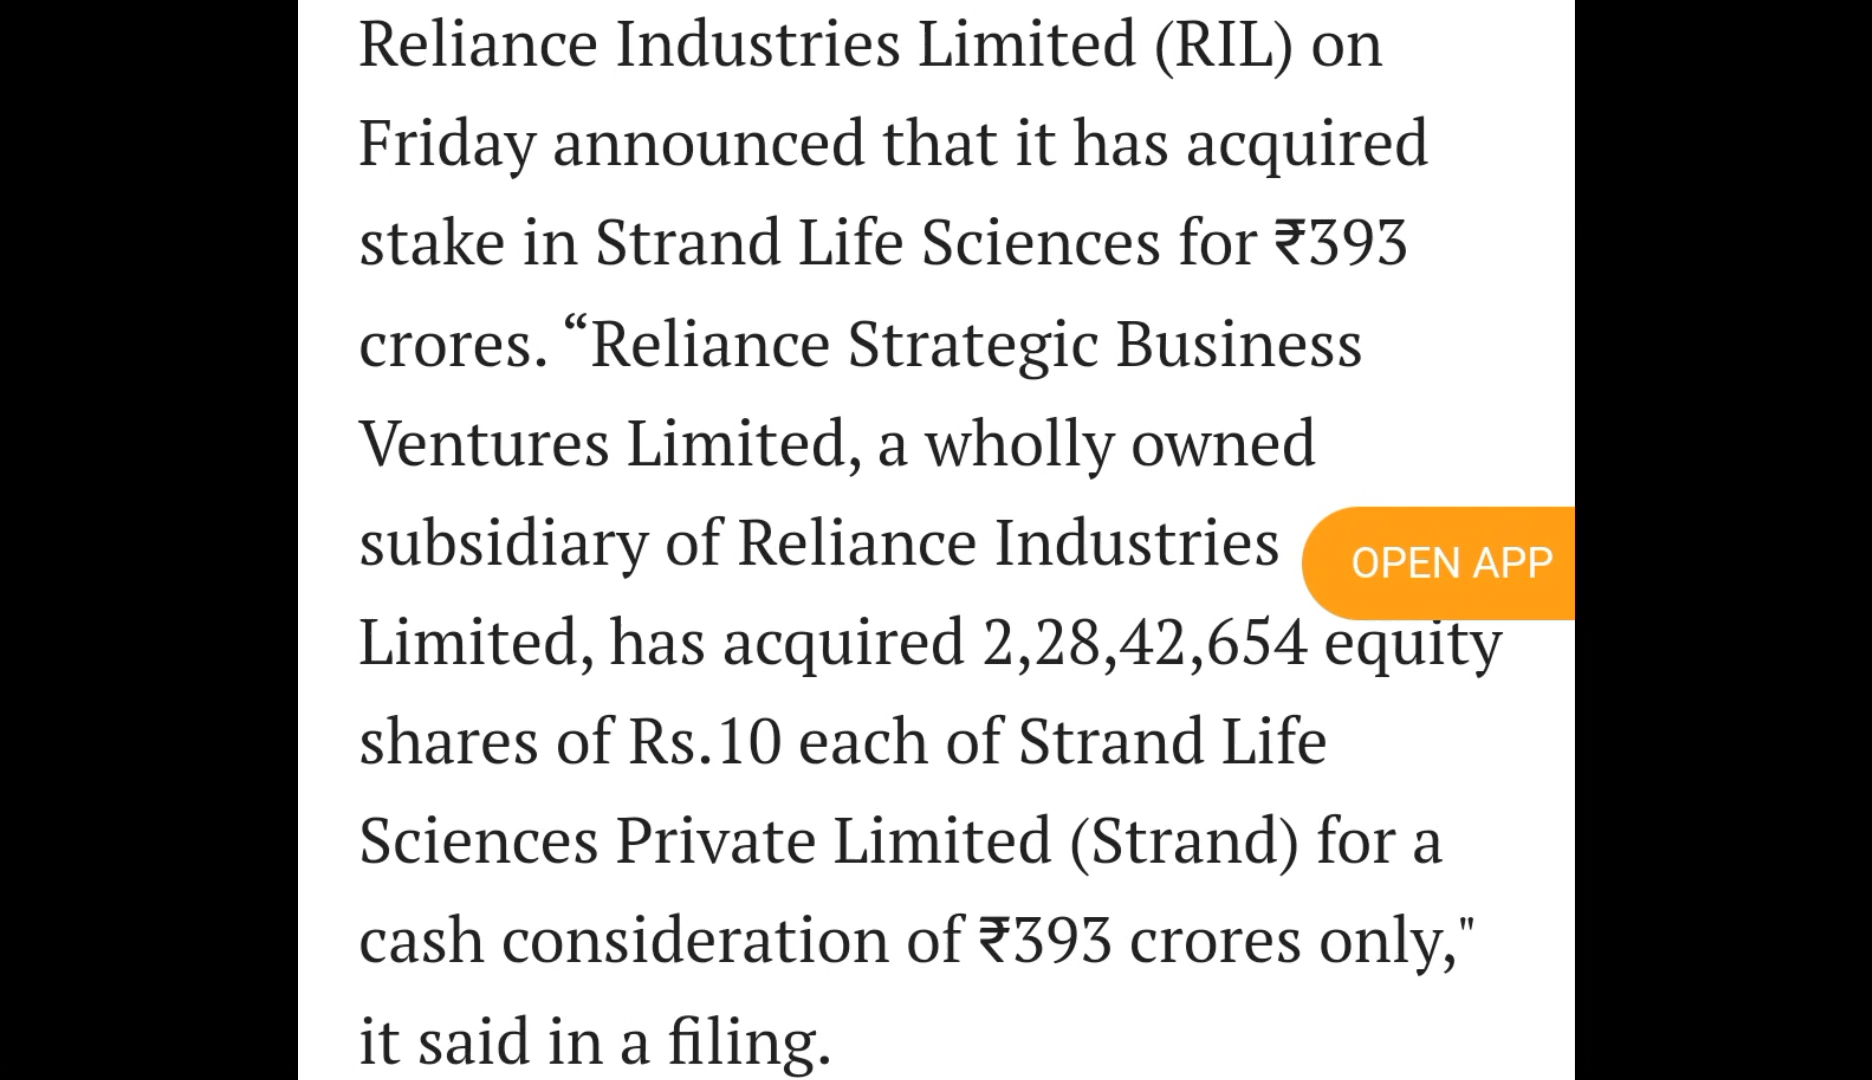 Reliance Industries Limited (RIL) on
Friday announced that it has acquired
stake in Strand Life Sciences for ₹393
crores. “Reliance Strategic Business
Ventures Limited, a wholly owned
subsidiary of Reliance Industries
OPEN APP
Limited, has acquired 2,28,42,654 equity
shares of Rs.10 each of Strand Life
Sciences Private Limited (Strand) for a
cash consideration of ₹393 crores only,"
it said in a filing.